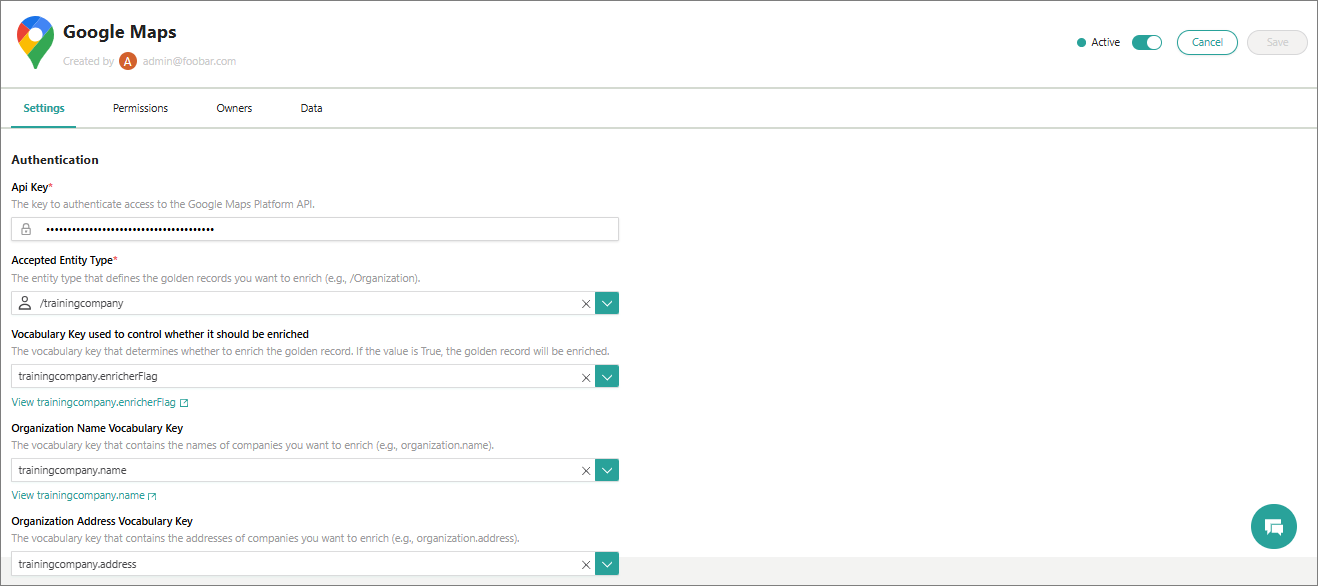 Google Maps
Created by A admin@foobar.com
Active
Cancel
Save
Settings
Permissions
Owners
Data
Authentication
Api Key*
The key to authenticate access to the Google Maps Platform API.
•••••••••••••••••••••••••••••••••••••••
Accepted Entity Type*
The entity type that defines the golden records you want to enrich (e.g., /Organization).
/trainingcompany
Vocabulary Key used to control whether it should be enriched
The vocabulary key that determines whether to enrich the golden record. If the value is True, the golden record will be enriched.
trainingcompany.enricherFlag
View trainingcompany.enricherFlag
Organization Name Vocabulary Key
The vocabulary key that contains the names of companies you want to enrich (e.g., organization.name).
trainingcompany.name
View trainingcompany.name
Organization Address Vocabulary Key
The vocabulary key that contains the addresses of companies you want to enrich (e.g., organization.address).
trainingcompany.address